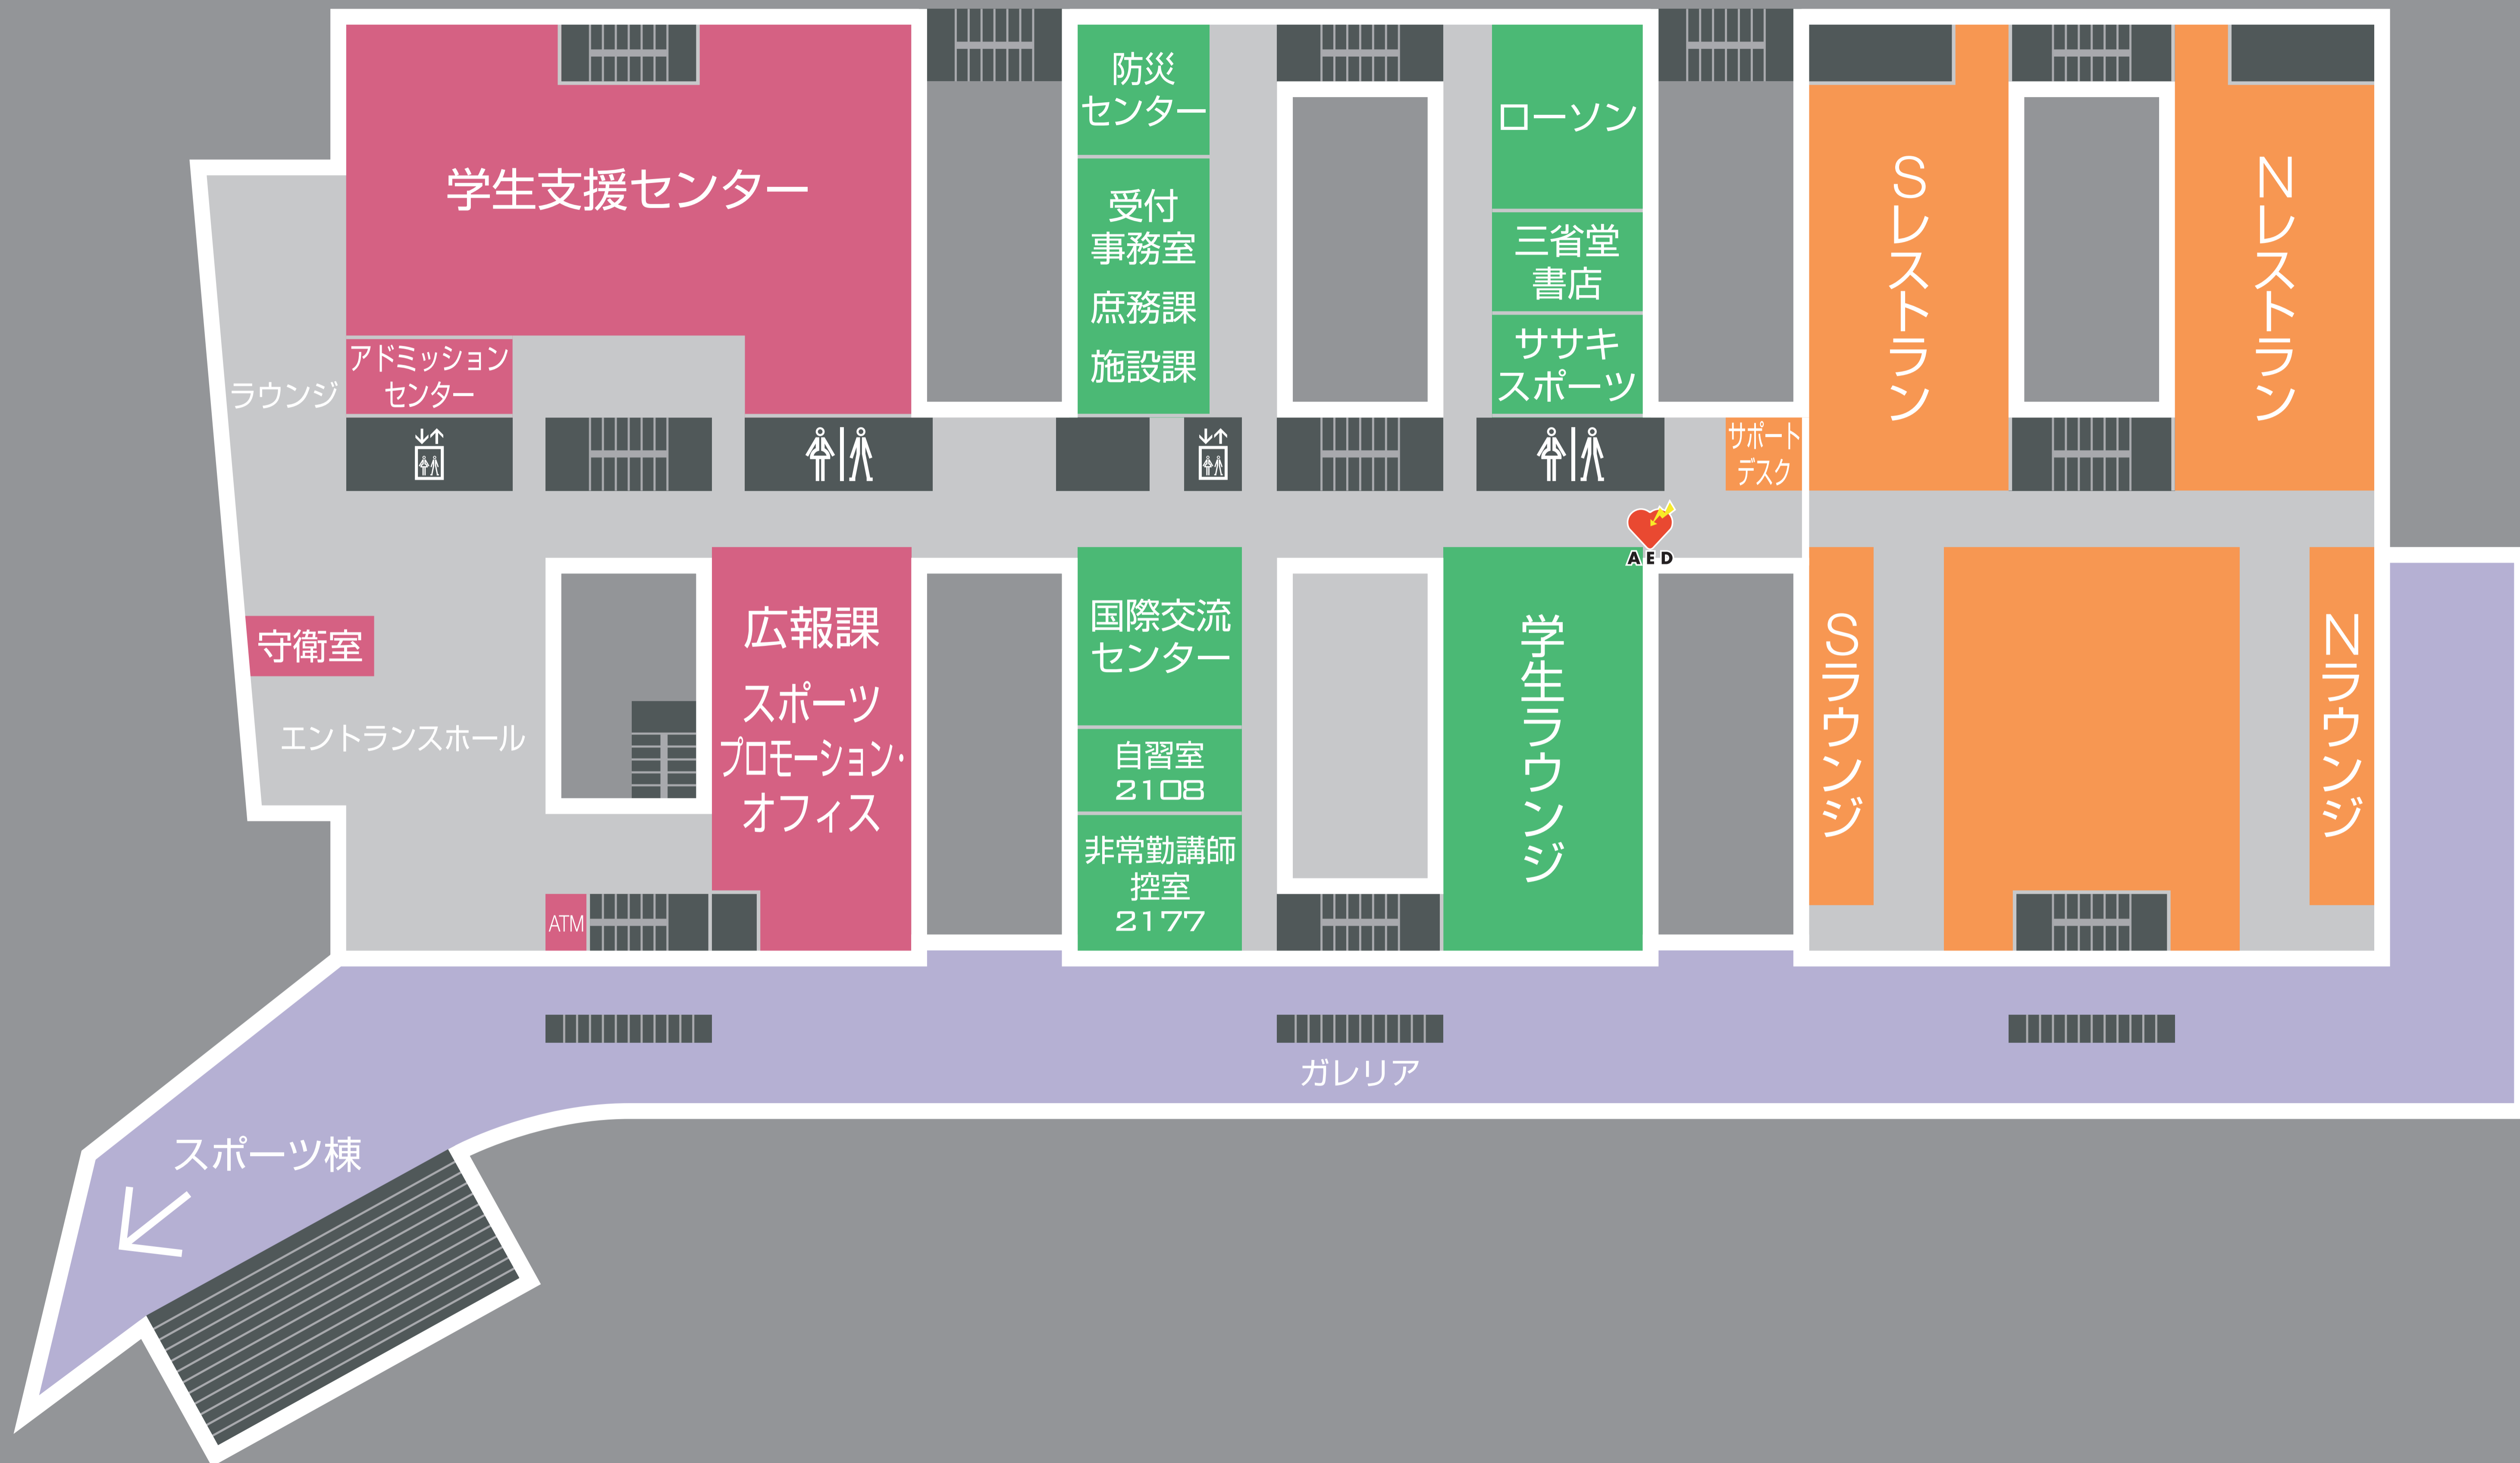 防災
センター
受付
事務室
庶務課
施設課
ローソン
三省堂
書店
ササキ
スポーツ
学生支援センター
アドミッション
センター
ラウンジ
Sレストラン
Nレストラン
サポート
デスク
AED
守衛室
エントランスホール
広報課
スポーツ
プロモーション・
オフィス
ATM
国際交流
センター
自習室
2108
非常勤講師
控室
2177
学生ラウンジ
Sラウンジ
Nラウンジ
ガレリア
スポーツ棟